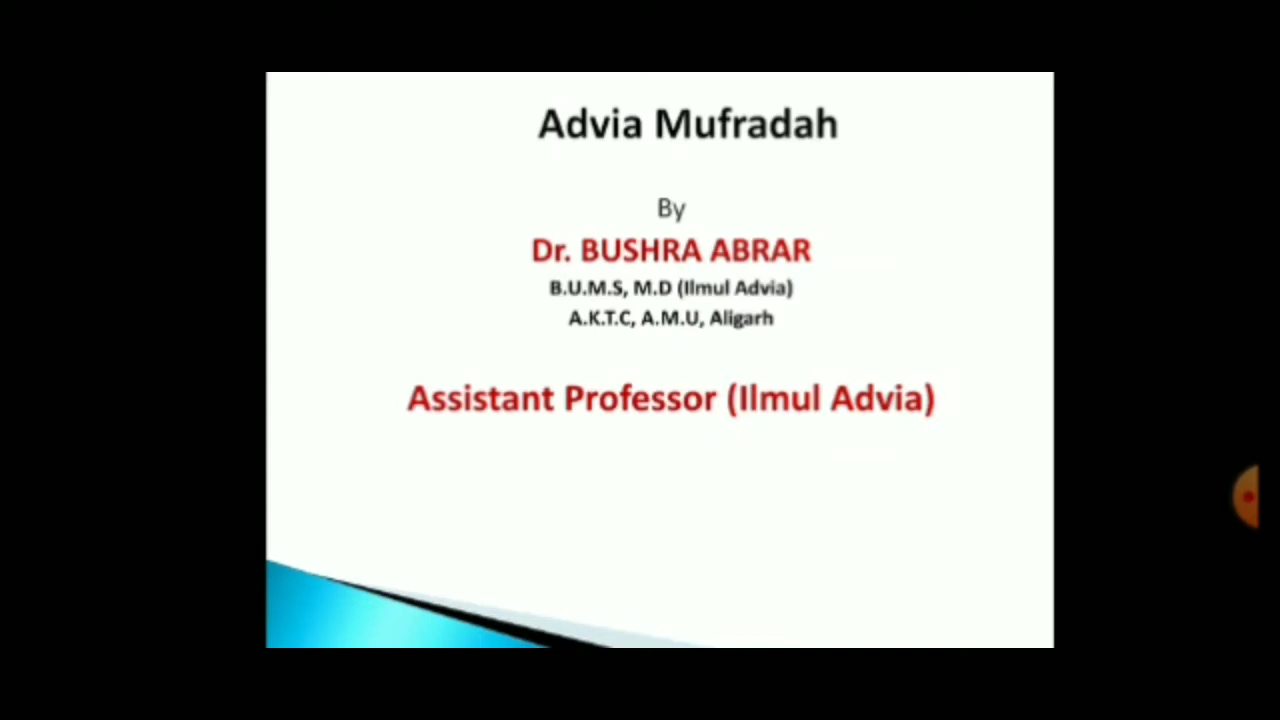 Advia Mufradah
By
Dr. BUSHRA ABRAR
B.U.M.S, M.D (Ilmul Advia)
A.K.T.C, A.M.U, Aligarh
Assistant Professor (Ilmul Advia)